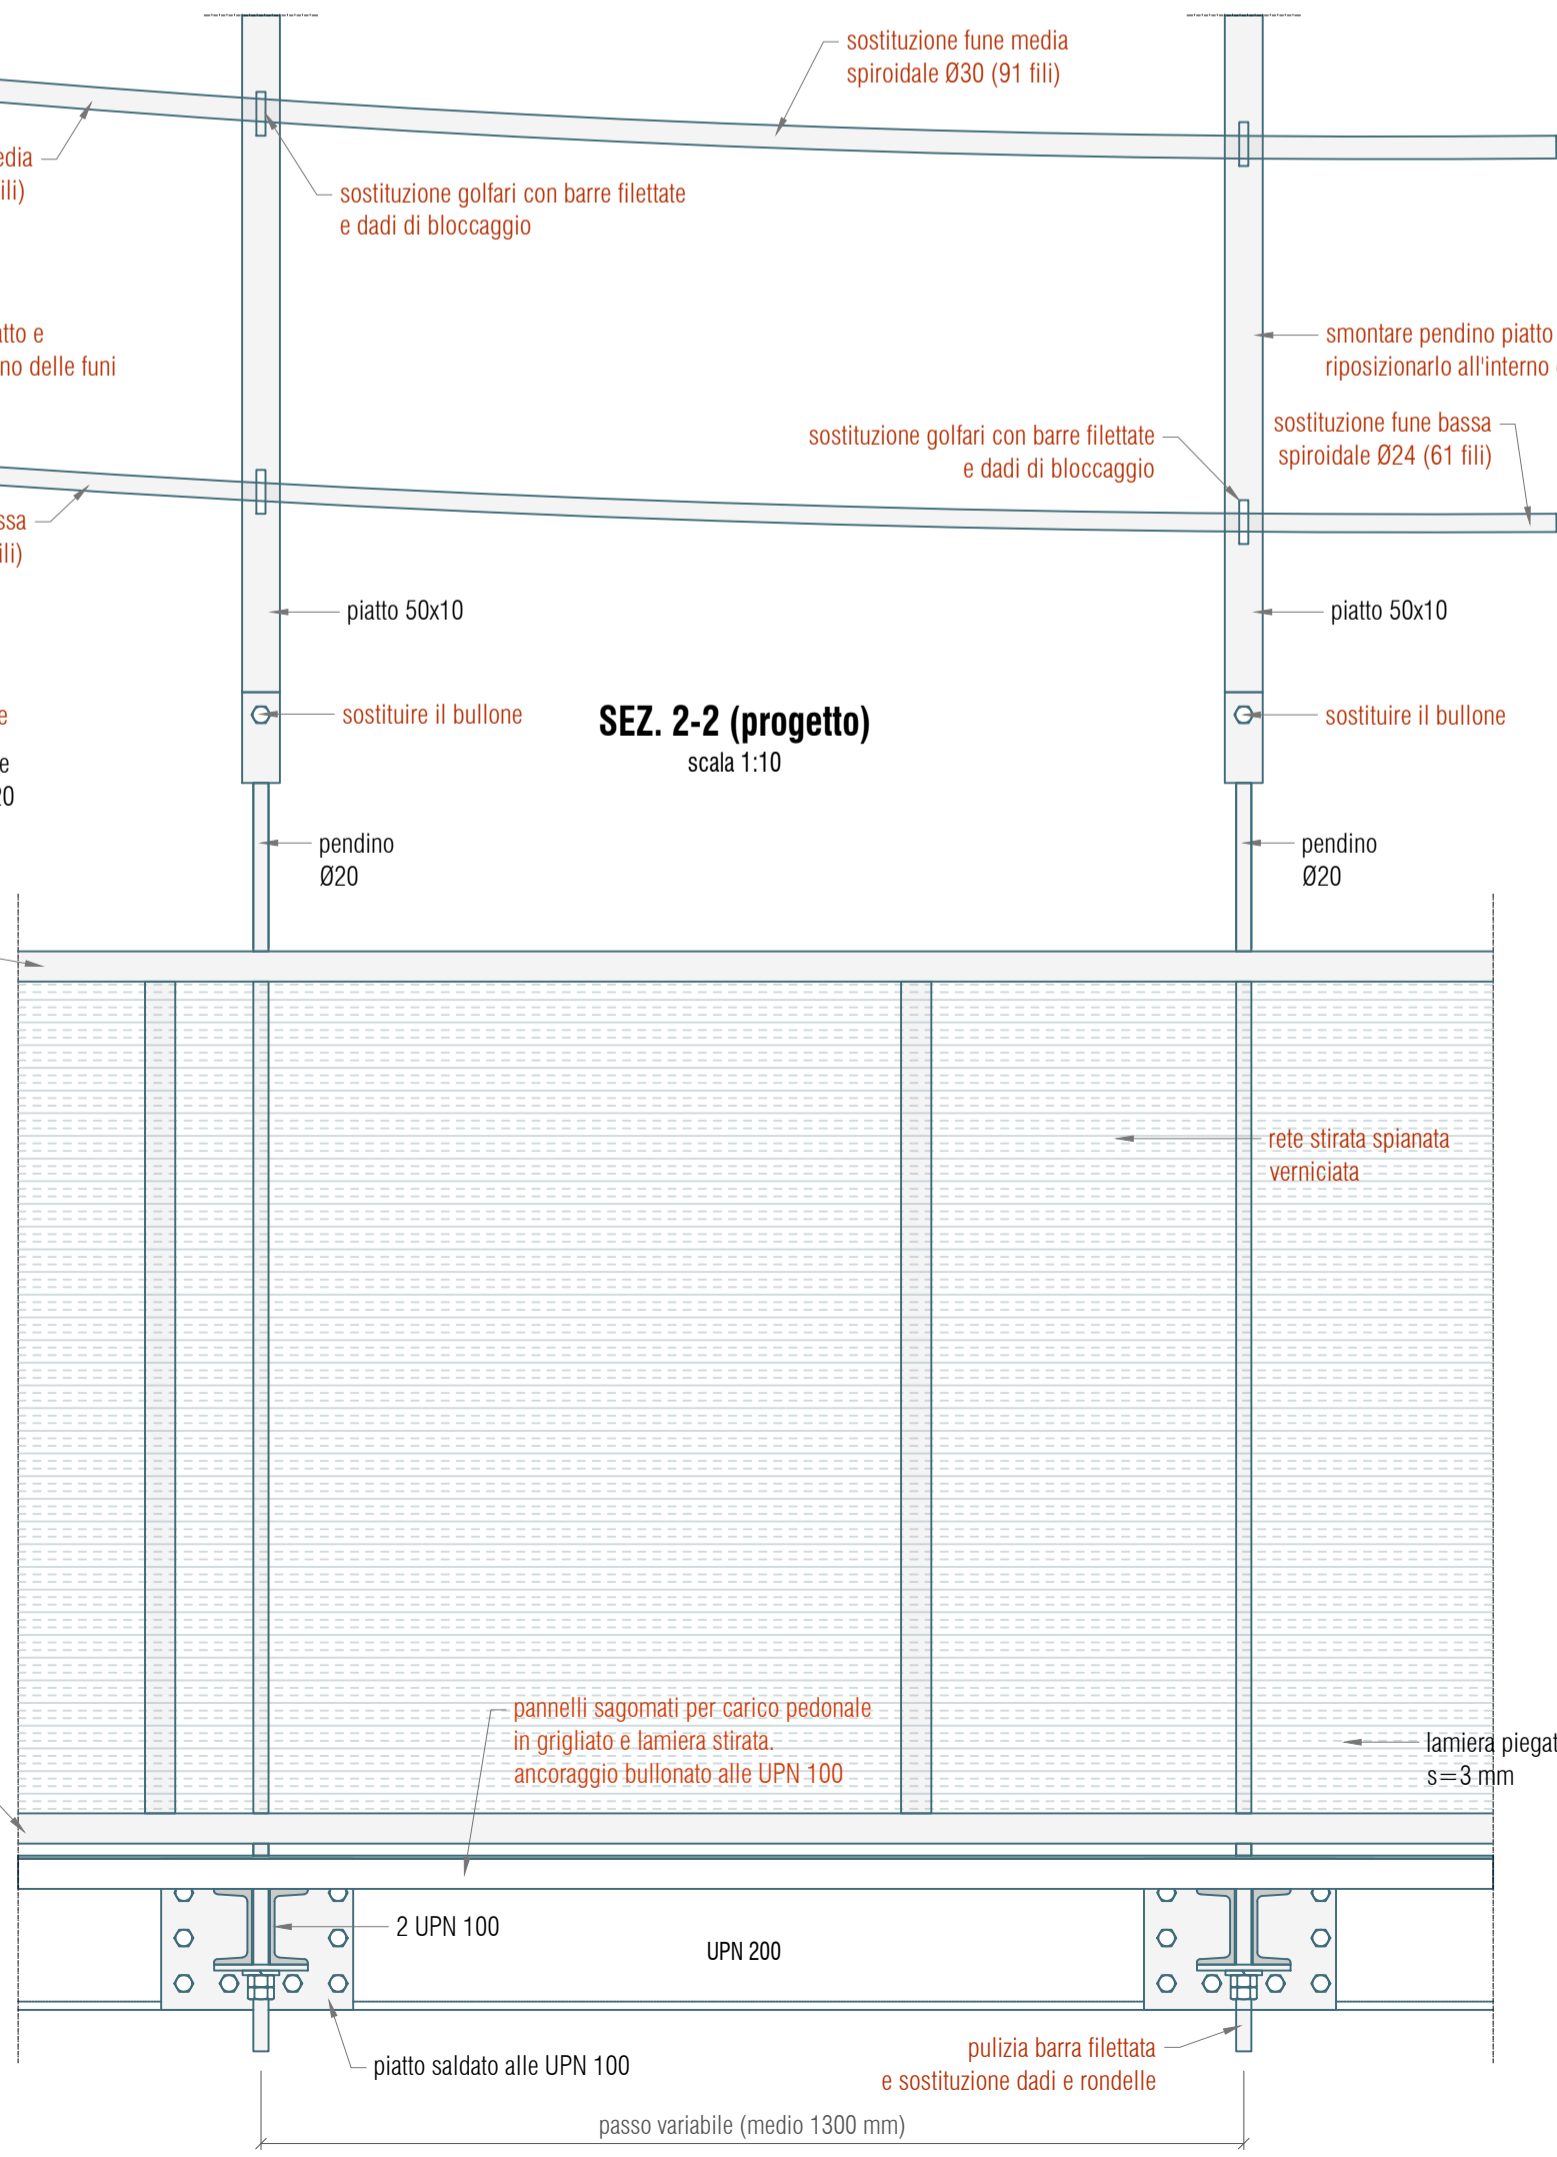 sostituzione fune media
spiroidale Ø30 (91 fili)
sostituzione golfari con barre filettate
e dadi di bloccaggio
no delle funi
smontare pendino piatto
riposizionarlo all'interno
sostituzione golfari con barre filettate
e dadi di bloccaggio
sostituzione fune bassa
spiroidale Ø24 (61 fili)
piatto 50x10
piatto 50x10
sostituire il bullone
SEZ. 2-2 (progetto)
scala 1:10
sostituire il bullone
pendino
Ø20
pendino
Ø20
rete stirata spianata
verniciata
pannelli sagomati per carico pedonale
in grigliato e lamiera stirata.
ancoraggio bullonato alle UPN 100
lamiera piegat
s=3 mm
2 UPN 100
UPN 200
piatto saldato alle UPN 100
pulizia barra filettata
e sostituzione dadi e rondelle
passo variabile (medio 1300 mm)